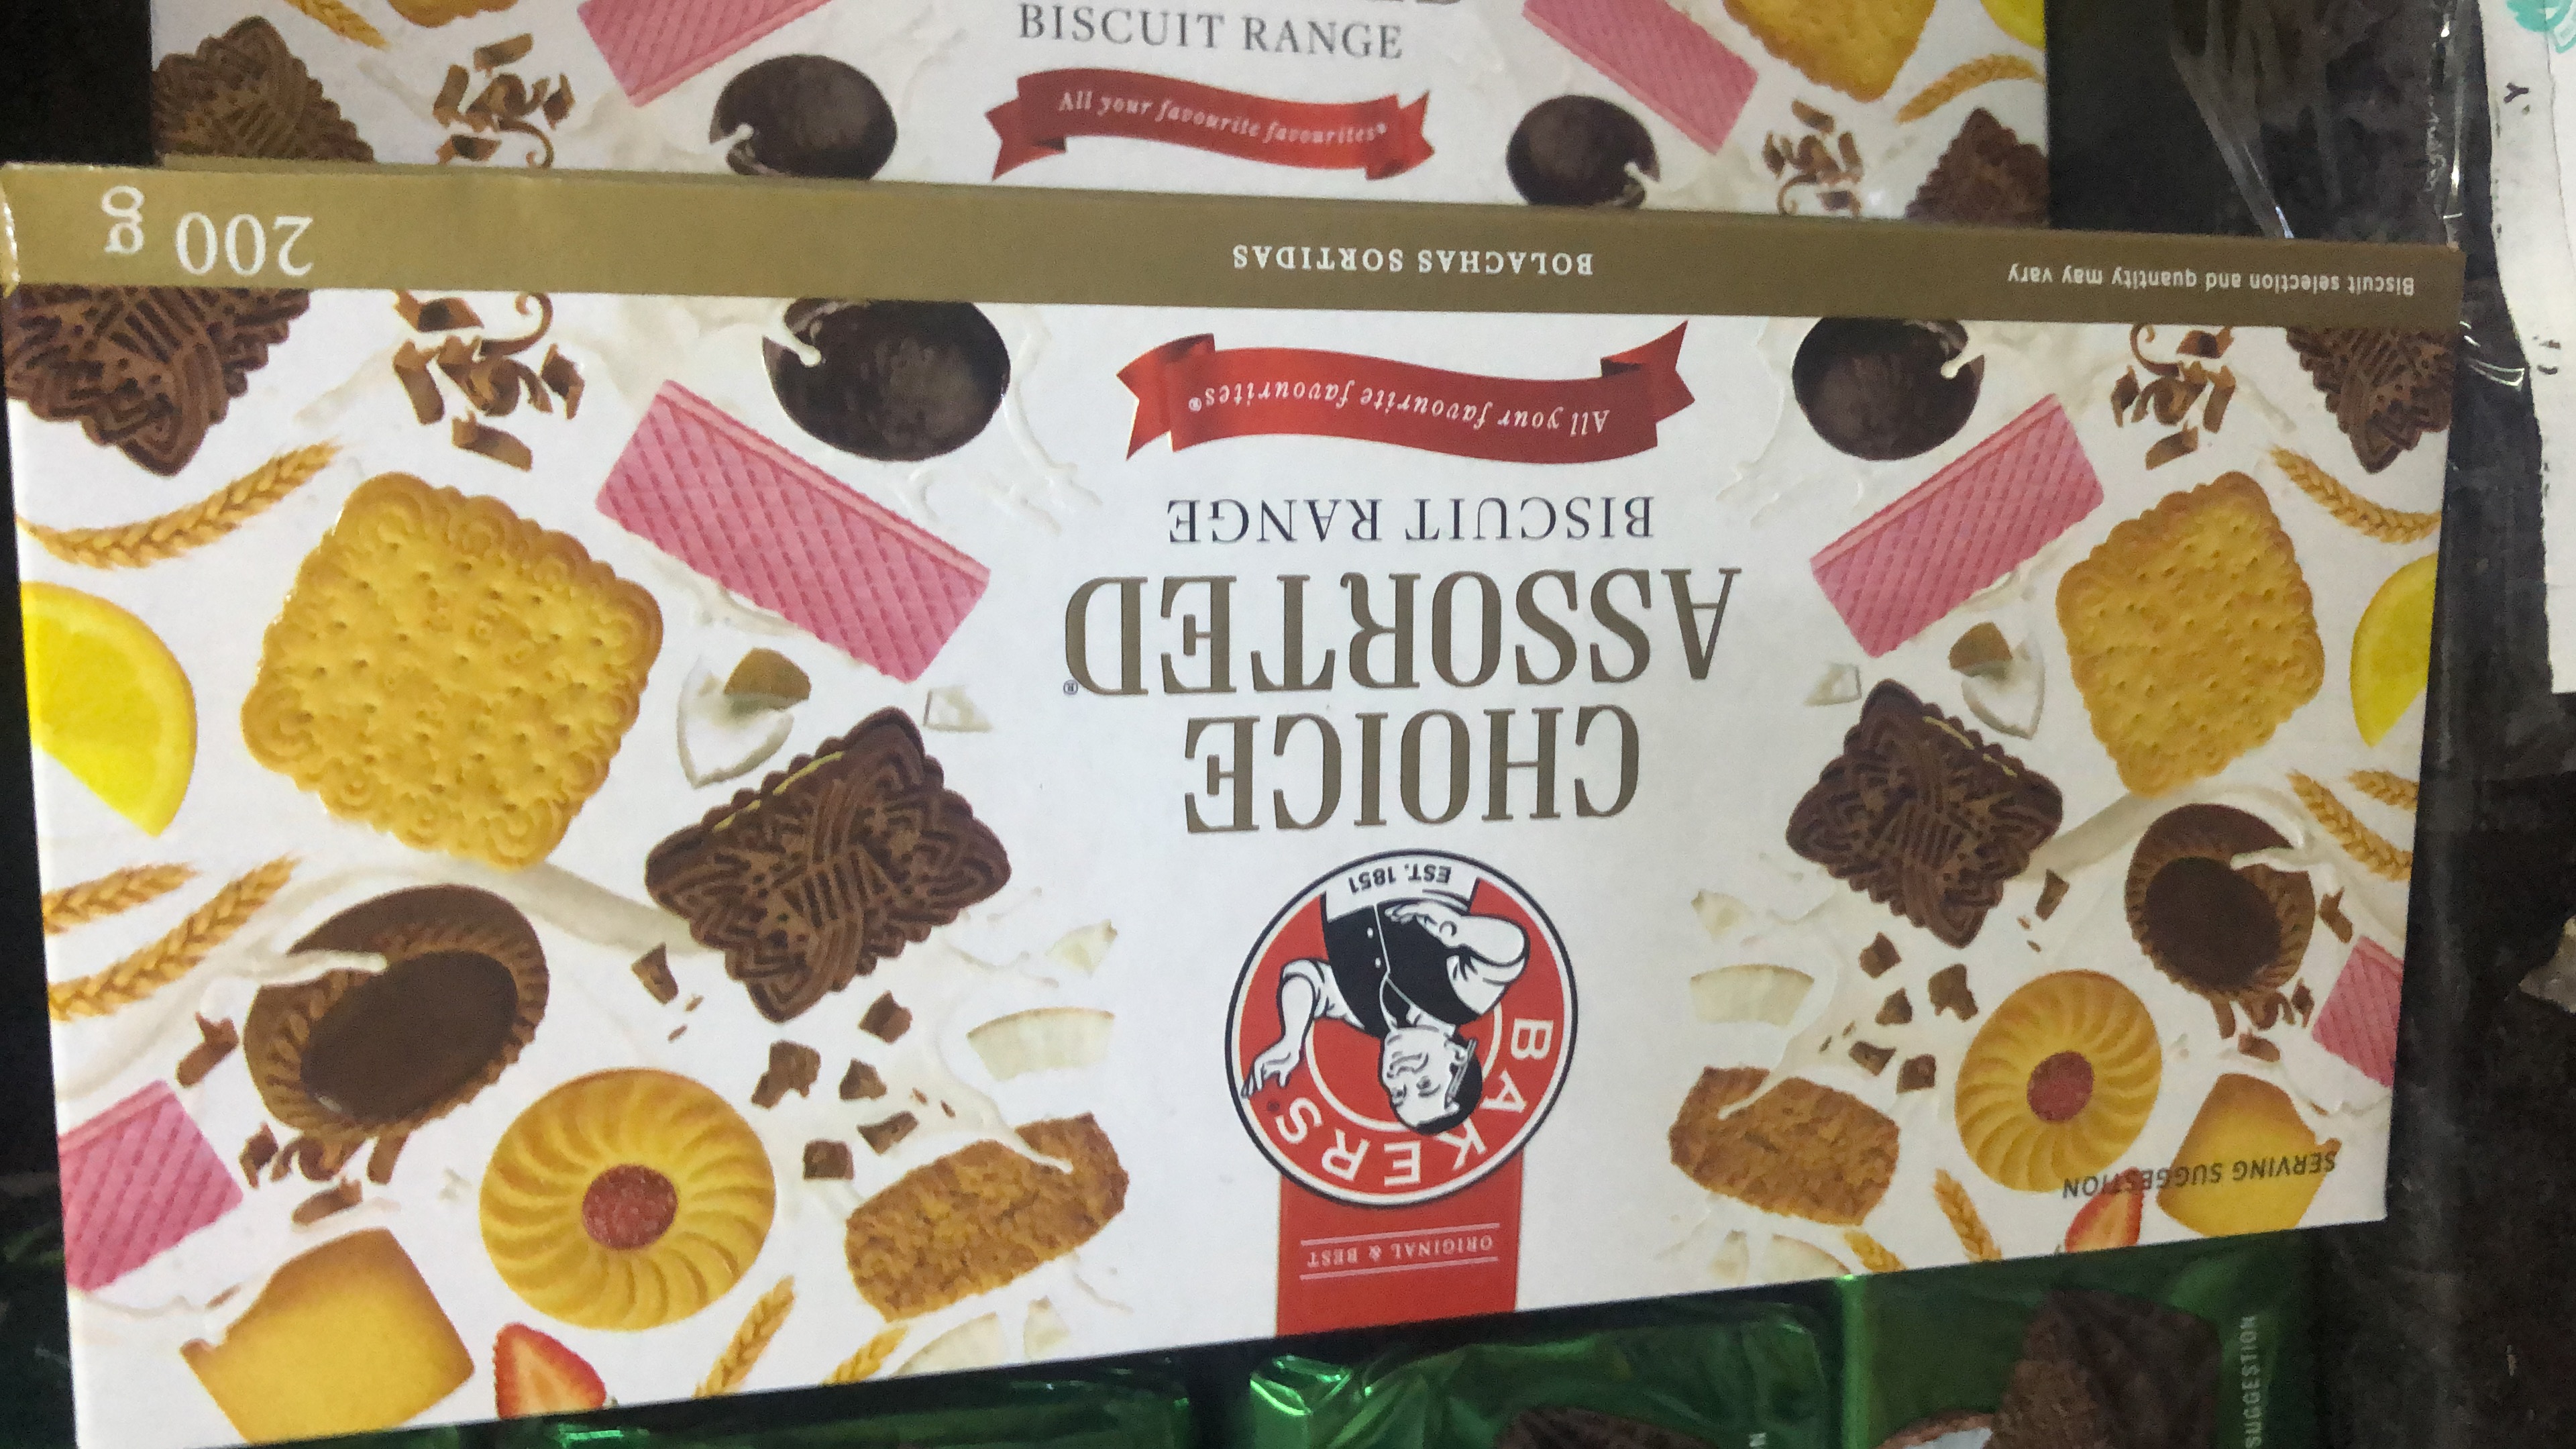 ORIGINAL & BEST
BAKERS®
EST. 1851
CHOICE
ASSORTED®
BISCUIT RANGE
All your favourite favourites®
SERVING SUGGESTION
Biscuit selection and quantity may vary
BOLACHAS SORTIDAS
200 g
All your favourite favourites®
BISCUIT RANGE
SUGGESTION